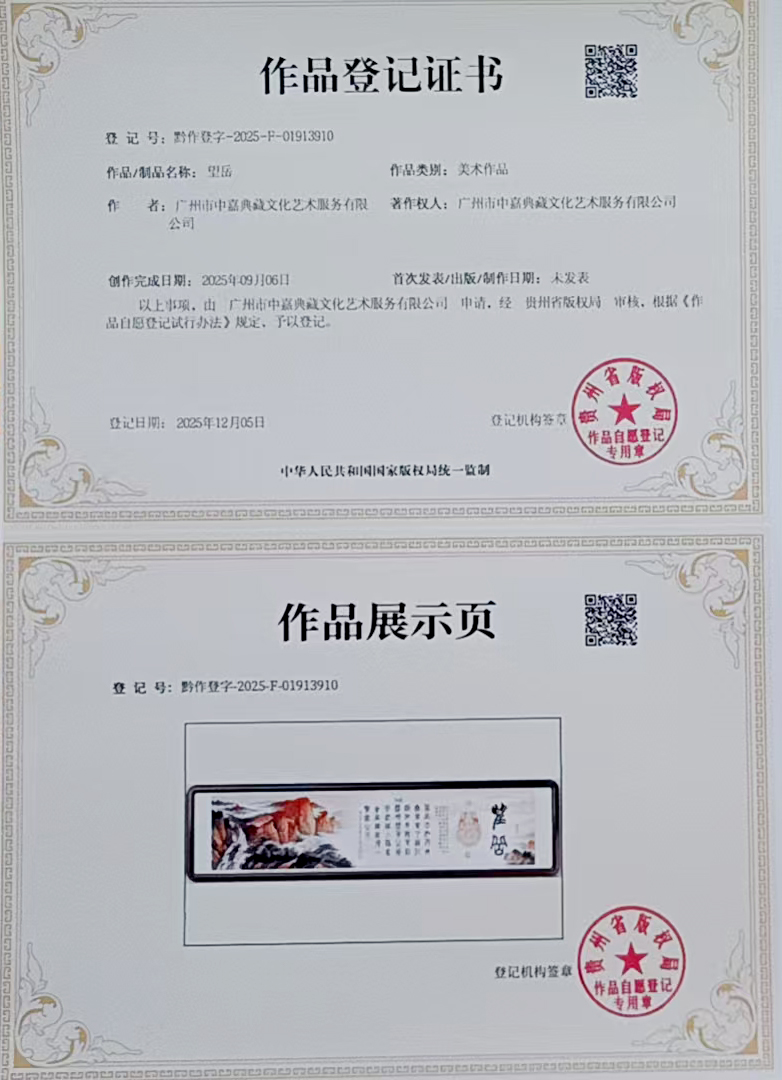 作品登记证书
登 记 号：黔作登字-2025-F-01913910
作品/制品名称：望岳
作品类别：美术作品
作 者：广州市中嘉典藏文化艺术服务有限
公司
著作权人：广州市中嘉典藏文化艺术服务有限公司
创作完成日期：2025年09月06日
首次发表/出版/制作日期：未发表
以上事项，由 广州市中嘉典藏文化艺术服务有限公司 申请，经 贵州省版权局 审核，根据《作
品自愿登记试行办法》规定，予以登记。
登记日期：2025年12月05日
登记机构签章
贵州省版权局
作品自愿登记
专用章
中华人民共和国国家版权局统一监制
作品展示页
登 记 号：黔作登字-2025-F-01913910
登记机构签章
贵州省版权局
作品自愿登记
专用章